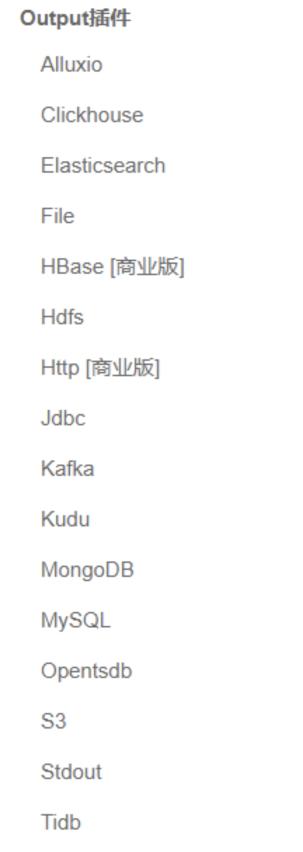 Output插件
Alluxio
Clickhouse
Elasticsearch
File
HBase [商业版]
Hdfs
Http [商业版]
Jdbc
Kafka
Kudu
MongoDB
MySQL
Opentsdb
S3
Stdout
Tidb